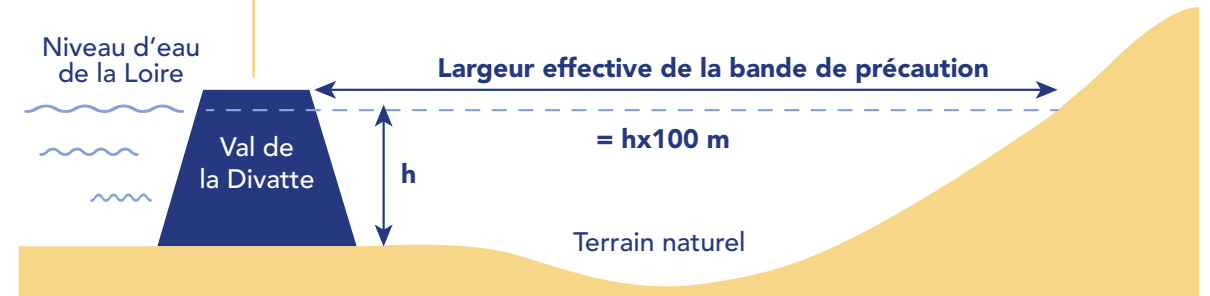 Niveau d’eau
de la Loire
Largeur effective de la bande de précaution
= hx100 m
Val de
la Divatte
h
Terrain naturel